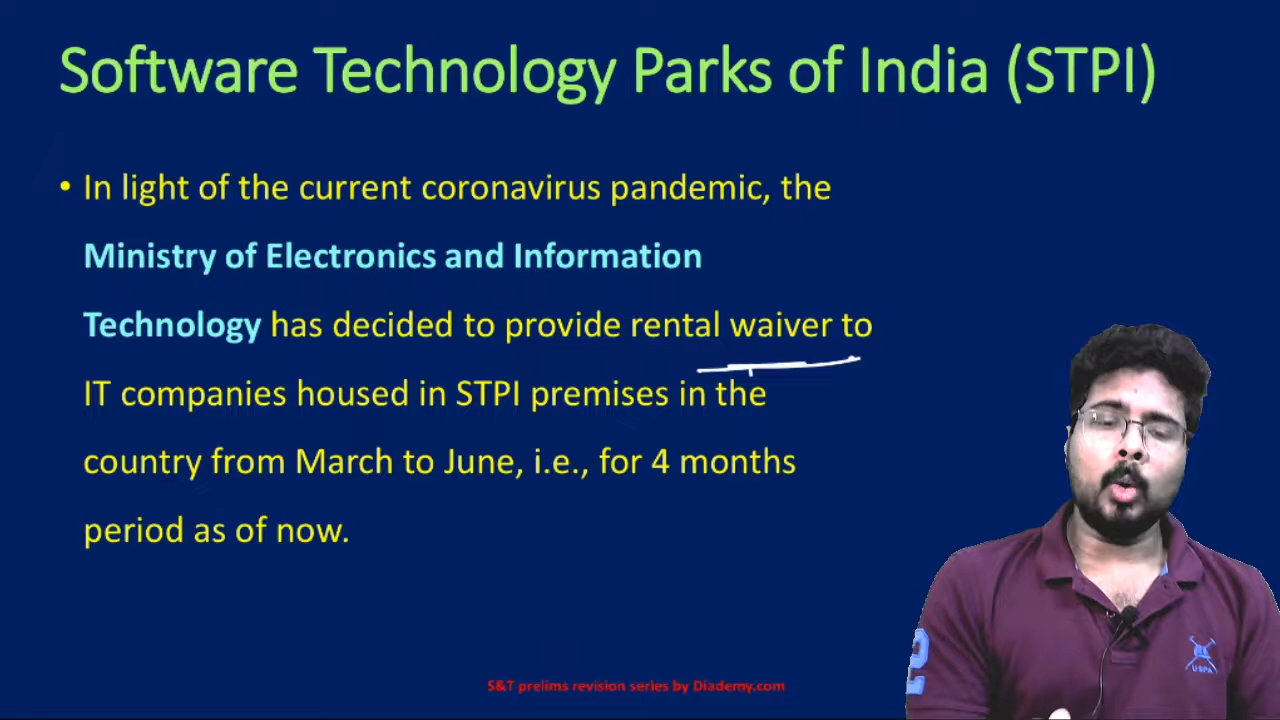 Software Technology Parks of India (STPI)
• In light of the current coronavirus pandemic, the
Ministry of Electronics and Information
Technology has decided to provide rental waiver to
IT companies housed in STPI premises in the
country from March to June, i.e., for 4 months
period as of now.
2
USPA
S&T prelims revision series by Diademy.com